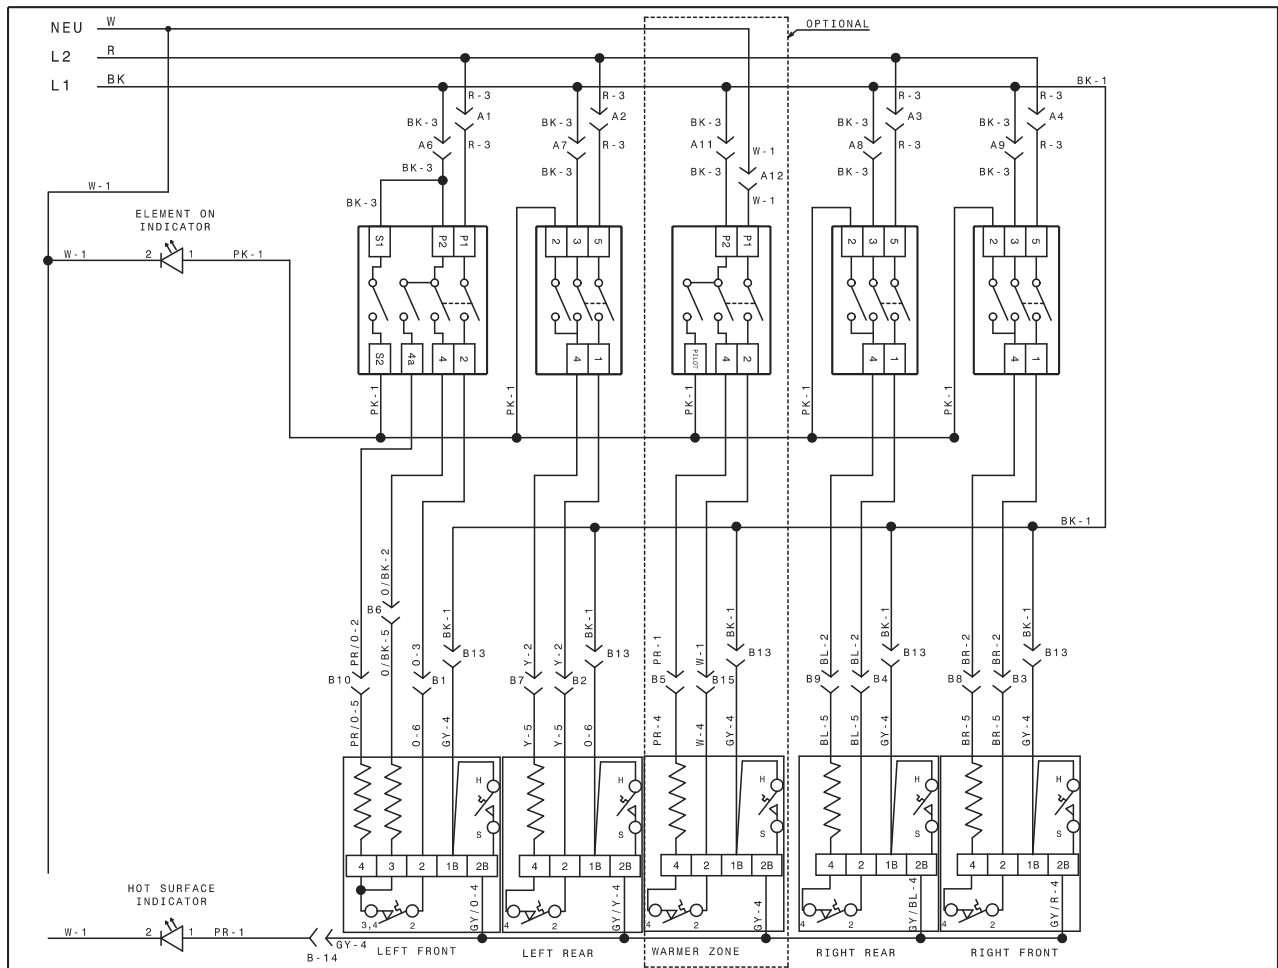 NEU W OPTIONAL
L2 R
L1 BK BK-1
R-3 R-3 R-3 R-3
BK-3 A1 BK-3 A2 BK-3 BK-3 A3 BK-3 A4
A6 R-3 A7 R-3 A11 W-1 A8 R-3 A9 R-3
BK-3 BK-3 BK-3 A12 BK-3 BK-3
W-1
BK-3 W-1
ELEMENT ON
INDICATOR
W-1 2 1 PK-1
S1 P2 P1 2 3 5 P2 P1 2 3 5 2 3 5
S2 4a 4 2 4 1 PILOT 4 2 4 1 4 1
PK-1 PK-1 PK-1 PK-1 PK-1
BK-1
PR/O-2 O/BK-2 O-3 BK-1 Y-2 Y-2 BK-1 PR-1 W-1 BK-1 BL-2 BL-2 BK-1 BR-2 BR-2 BK-1
B6
B13 B13 B13 B13 B13
B10 B1 B7 B2 B5 B15 B9 B4 B8 B3
PR/O-5 O/BK-5 O-6 GY-4 Y-5 Y-5 O-6 PR-4 W-4 GY-4 BL-5 BL-5 GY-4 BR-5 BR-5 GY-4
H H H H H
S S S S S
4 3 2 1B 2B 4 2 1B 2B 4 2 1B 2B 4 2 1B 2B 4 2 1B 2B
HOT SURFACE
INDICATOR
GY/O-4 GY/Y-4 GY-4 GY/BL-4 GY/R-4
3,4 2 4 2 4 2 4 2 4 2
W-1 2 1 PR-1 GY-4
B-14
LEFT FRONT LEFT REAR WARMER ZONE RIGHT REAR RIGHT FRONT